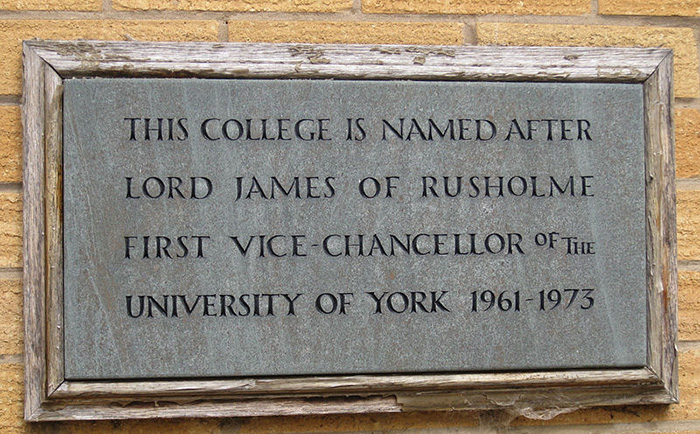 THIS COLLEGE IS NAMED AFTER
LORD JAMES OF RUSHOLME
FIRST VICE-CHANCELLOR OF THE
UNIVERSITY OF YORK 1961-1973